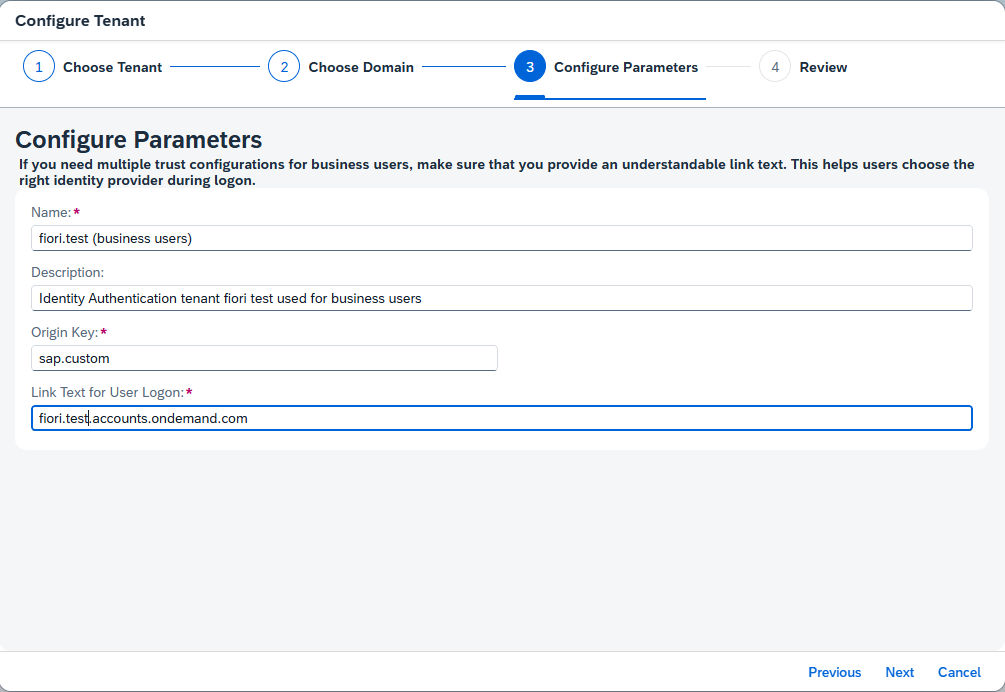 Configure Tenant
1 Choose Tenant 2 Choose Domain 3 Configure Parameters 4 Review
Configure Parameters
If you need multiple trust configurations for business users, make sure that you provide an understandable link text. This helps users choose the
right identity provider during logon.
Name:*
fiori.test (business users)
Description:
Identity Authentication tenant fiori test used for business users
Origin Key:*
sap.custom
Link Text for User Logon:*
fiori.test.accounts.ondemand.com
Previous Next Cancel